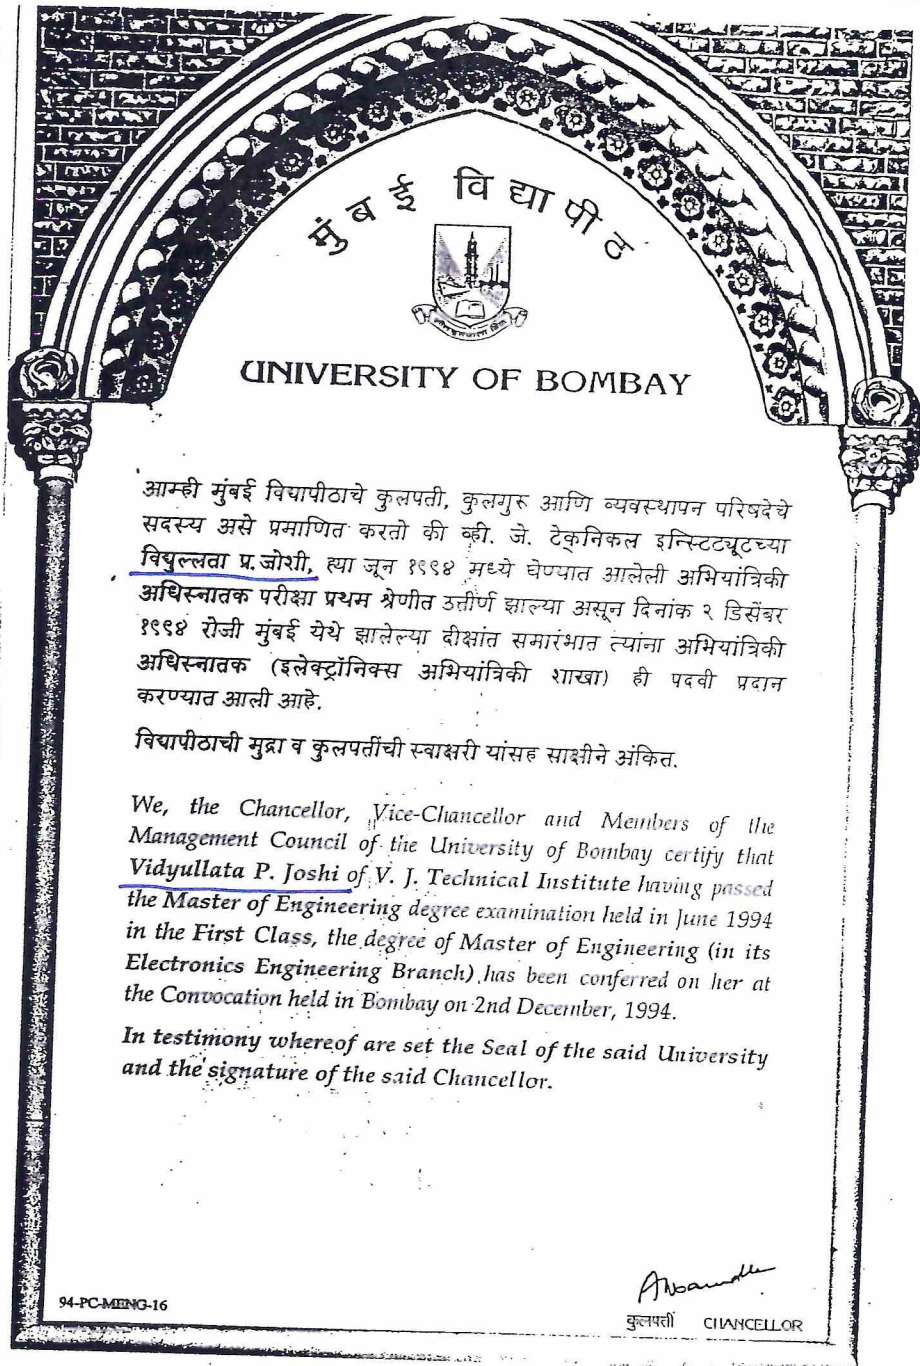 मुंबई विद्यापीठ
UNIVERSITY OF BOMBAY
आम्ही मुंबई विद्यापीठाचे कुलपती, कुलगुरू आणि व्यवस्थापन परिषदेचे
सदस्य असे प्रमाणित करतो की व्ही. जे. टेक्निकल इन्स्टिट्यूटच्या
विद्युल्लता प्र. जोशी, ह्या जून १९९४ मध्ये घेण्यात आलेली अभियांत्रिकी
अधिस्नातक परीक्षा प्रथम श्रेणीत उत्तीर्ण झाल्या असून दिनांक २ डिसेंबर
१९९४ रोजी मुंबई येथे झालेल्या दीक्षांत समारंभात त्यांना अभियांत्रिकी
अधिस्नातक (इलेक्ट्रॉनिक्स अभियांत्रिकी शाखा) ही पदवी प्रदान
करण्यात आली आहे.
विद्यापीठाची मुद्रा व कुलपतींची स्वाक्षरी यांसह साक्षीने अंकित.
We, the Chancellor, Vice-Chancellor and Members of the
Management Council of the University of Bombay certify that
Vidyullata P. Joshi of V. J. Technical Institute having passed
the Master of Engineering degree examination held in June 1994
in the First Class, the degree of Master of Engineering (in its
Electronics Engineering Branch) has been conferred on her at
the Convocation held in Bombay on 2nd December, 1994.
In testimony whereof are set the Seal of the said University
and the signature of the said Chancellor.
94-PC-MENG-16
कुलपती CHANCELLOR